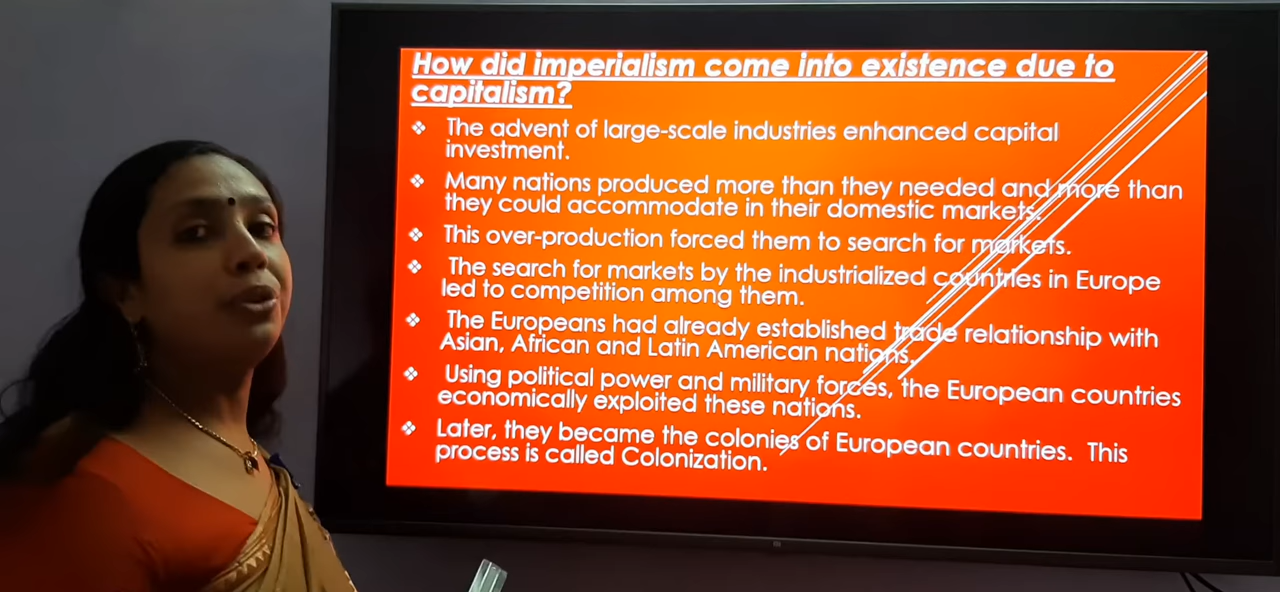 How did imperialism come into existence due to
capitalism?
❖ The advent of large-scale industries enhanced capital
investment.
❖ Many nations produced more than they needed and more than
they could accommodate in their domestic markets.
❖ This over-production forced them to search for markets.
❖ The search for markets by the industrialized countries in Europe
led to competition among them.
❖ The Europeans had already established trade relationship with
Asian, African and Latin American nations.
❖ Using political power and military forces, the European countries
economically exploited these nations.
❖ Later, they became the colonies of European countries. This
process is called Colonization.